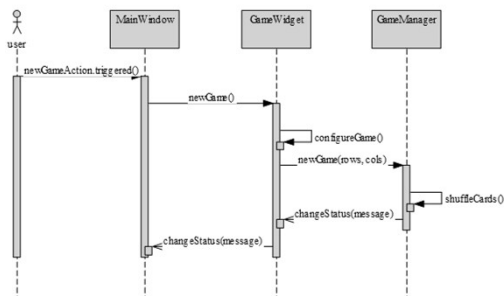 MainWindow
GameWidget
GameManager
user
newGameAction.triggered()
newGame()
configureGame()
newGame(rows, cols)
shuffleCards()
changeStatus(message)
changeStatus(message)